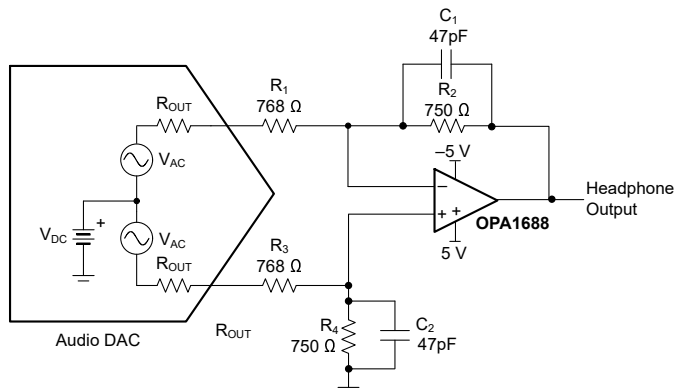 C1
47pF
R2
750 Ω
R1
768 Ω
ROUT
VAC
–5 V
–
+ +
OPA1688
5 V
Headphone
Output
VDC
+
VAC
ROUT
R3
768 Ω
Audio DAC
ROUT
R4
750 Ω
C2
47pF